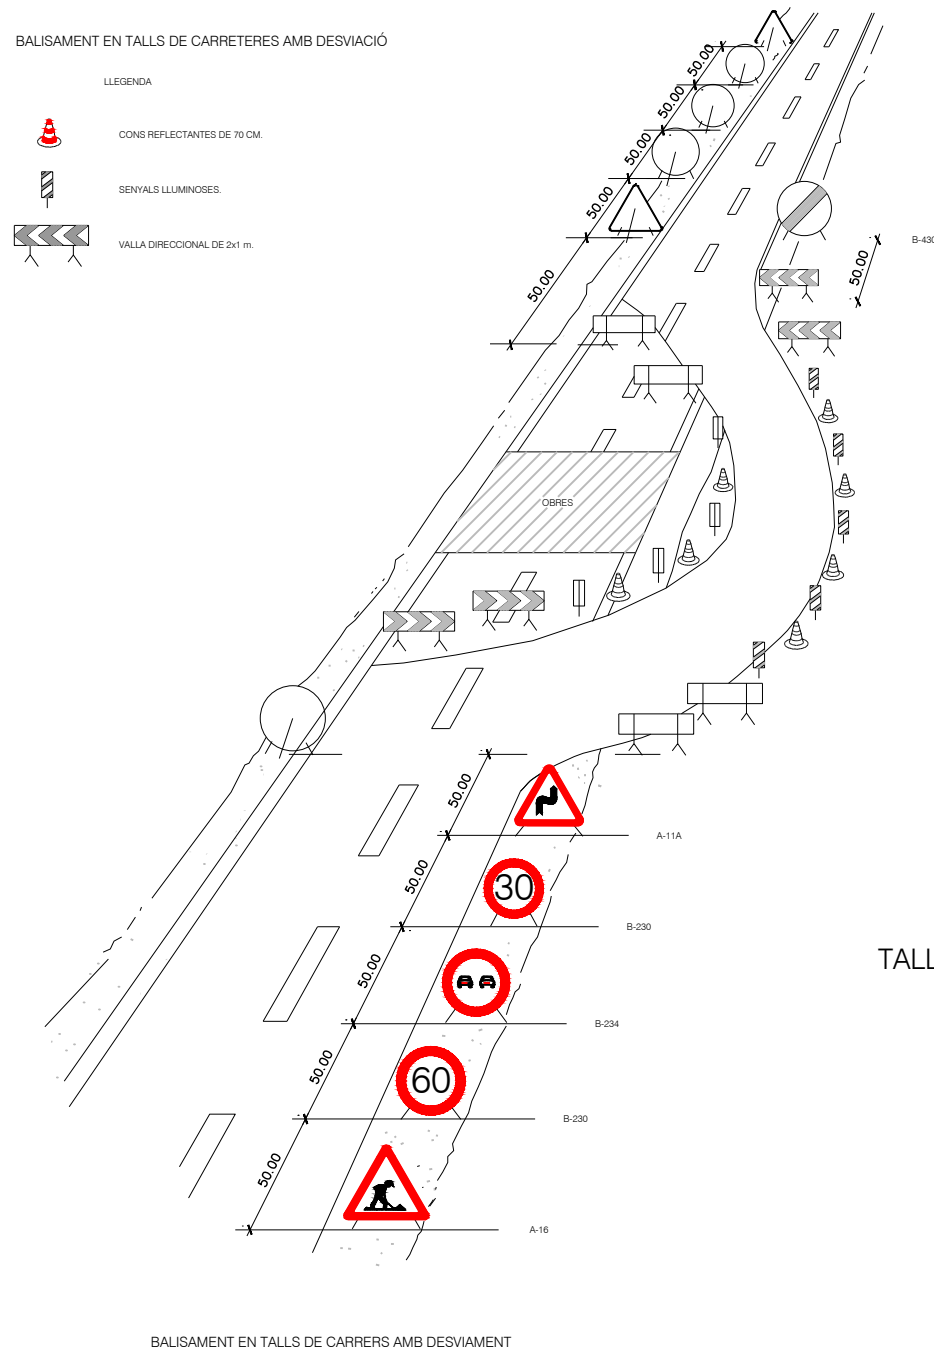 BALISAMENT EN TALLS DE CARRETERES AMB DESVIACIÓ
LLEGENDA
CONS REFLECTANTES DE 70 CM.
SENYALS LLUMINOSES.
VALLA DIRECCIONAL DE 2x1 m.
50.00
50.00
50.00
50.00
50.00
B-430
50.00
OBRES
50.00
A-11A
50.00
30
B-230
50.00
B-234
50.00
60
B-230
50.00
A-16
TALL
BALISAMENT EN TALLS DE CARRERS AMB DESVIAMENT